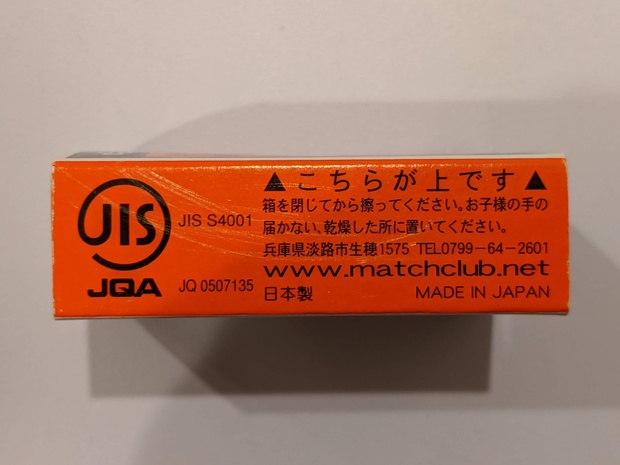 JIS
JQA
JIS S4001
JQ 0507135
▲こちらが上です▲
箱を閉じてから擦ってください。お子様の手の
届かない、乾燥した所に置いてください。
兵庫県淡路市生穂1575 TEL0799-64-2601
www.matchclub.net
日本製 MADE IN JAPAN